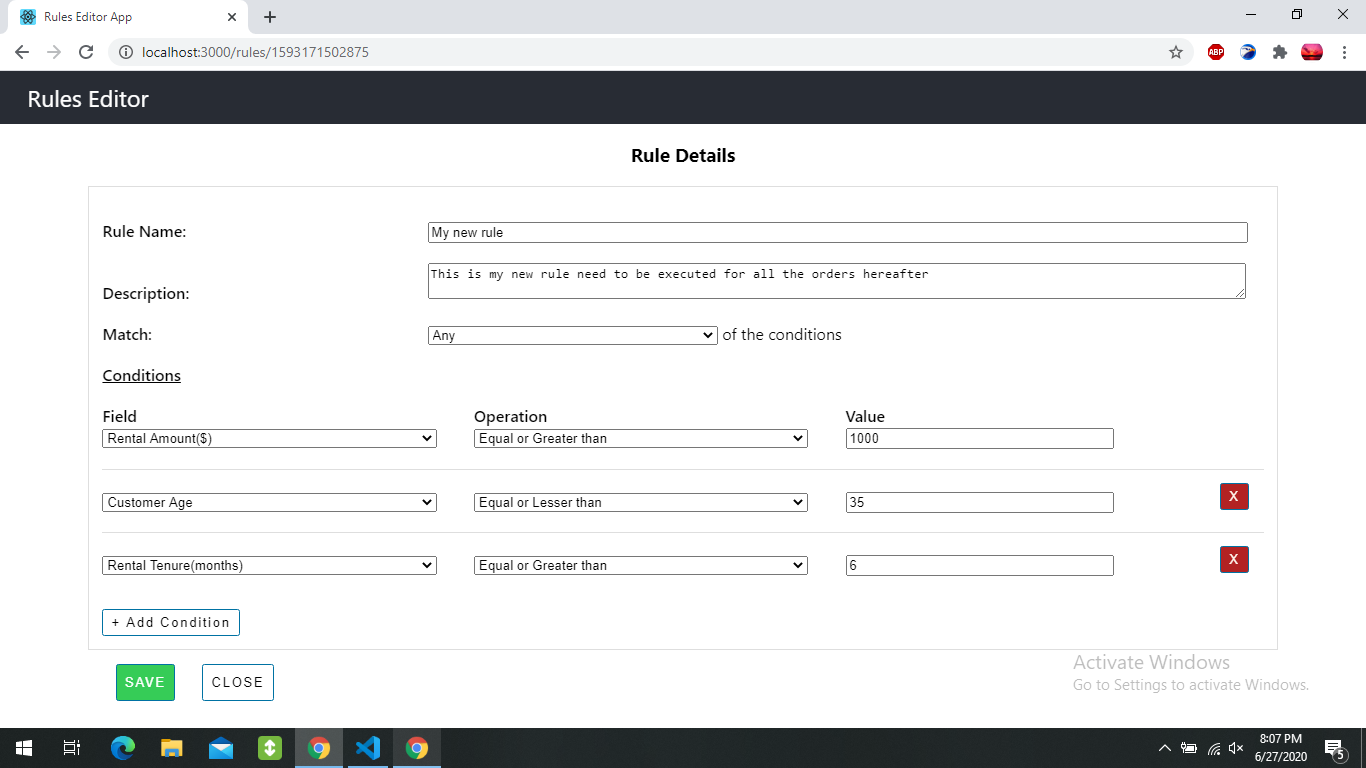 Rules Editor App
localhost:3000/rules/1593171502875
ABP
Rules Editor
Rule Details
Rule Name: My new rule
Description: This is my new rule need to be executed for all the orders hereafter
Match: Any of the conditions
Conditions
Field Operation Value
Rental Amount($) Equal or Greater than 1000
Customer Age Equal or Lesser than 35 X
Rental Tenure(months) Equal or Greater than 6 X
+ Add Condition
SAVE CLOSE
Activate Windows
Go to Settings to activate Windows.
8:07 PM
6/27/2020
5